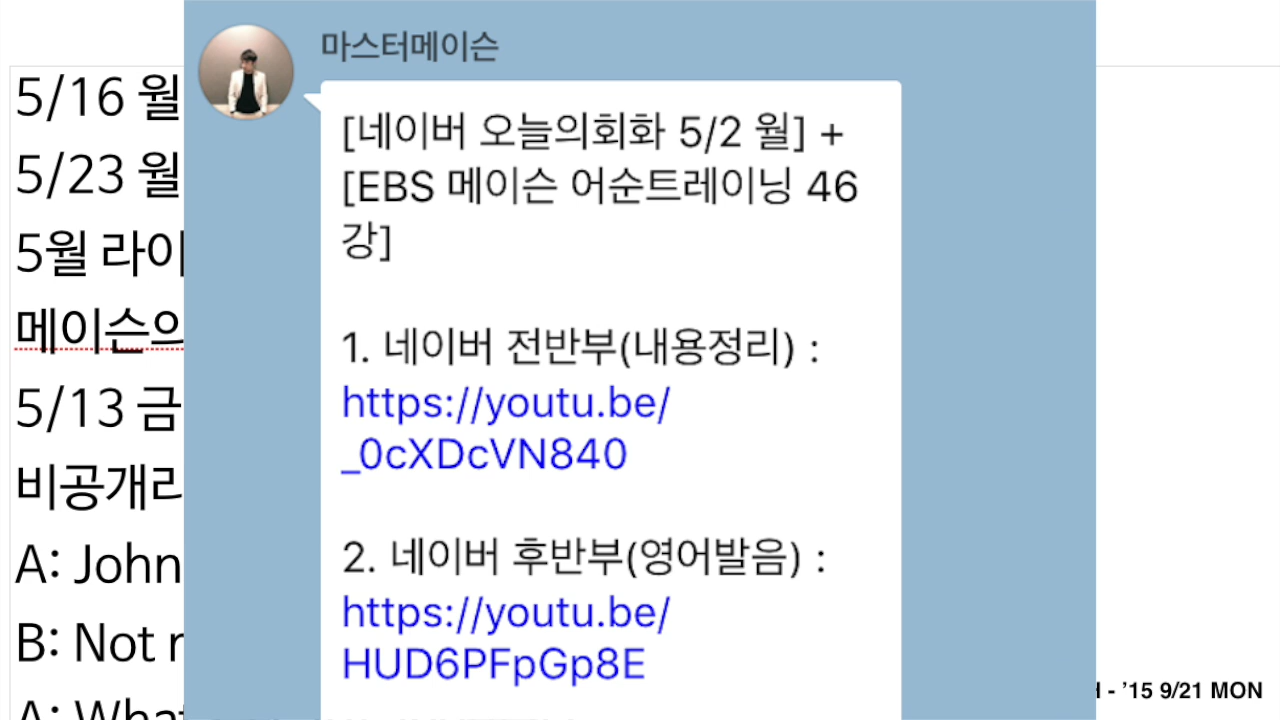 마스터메이슨
[네이버 오늘의회화 5/2 월] +
[EBS 메이슨 어순트레이닝 46
강]
1. 네이버 전반부(내용정리) :
https://youtu.be/
_0cXDcVN840
2. 네이버 후반부(영어발음) :
https://youtu.be/
HUD6PFpGp8E
5/16 월
5/23 월
5월 라이
메이슨의
5/13 금
비공개리
A: John
B: Not
A: What
- ’15 9/21 MON